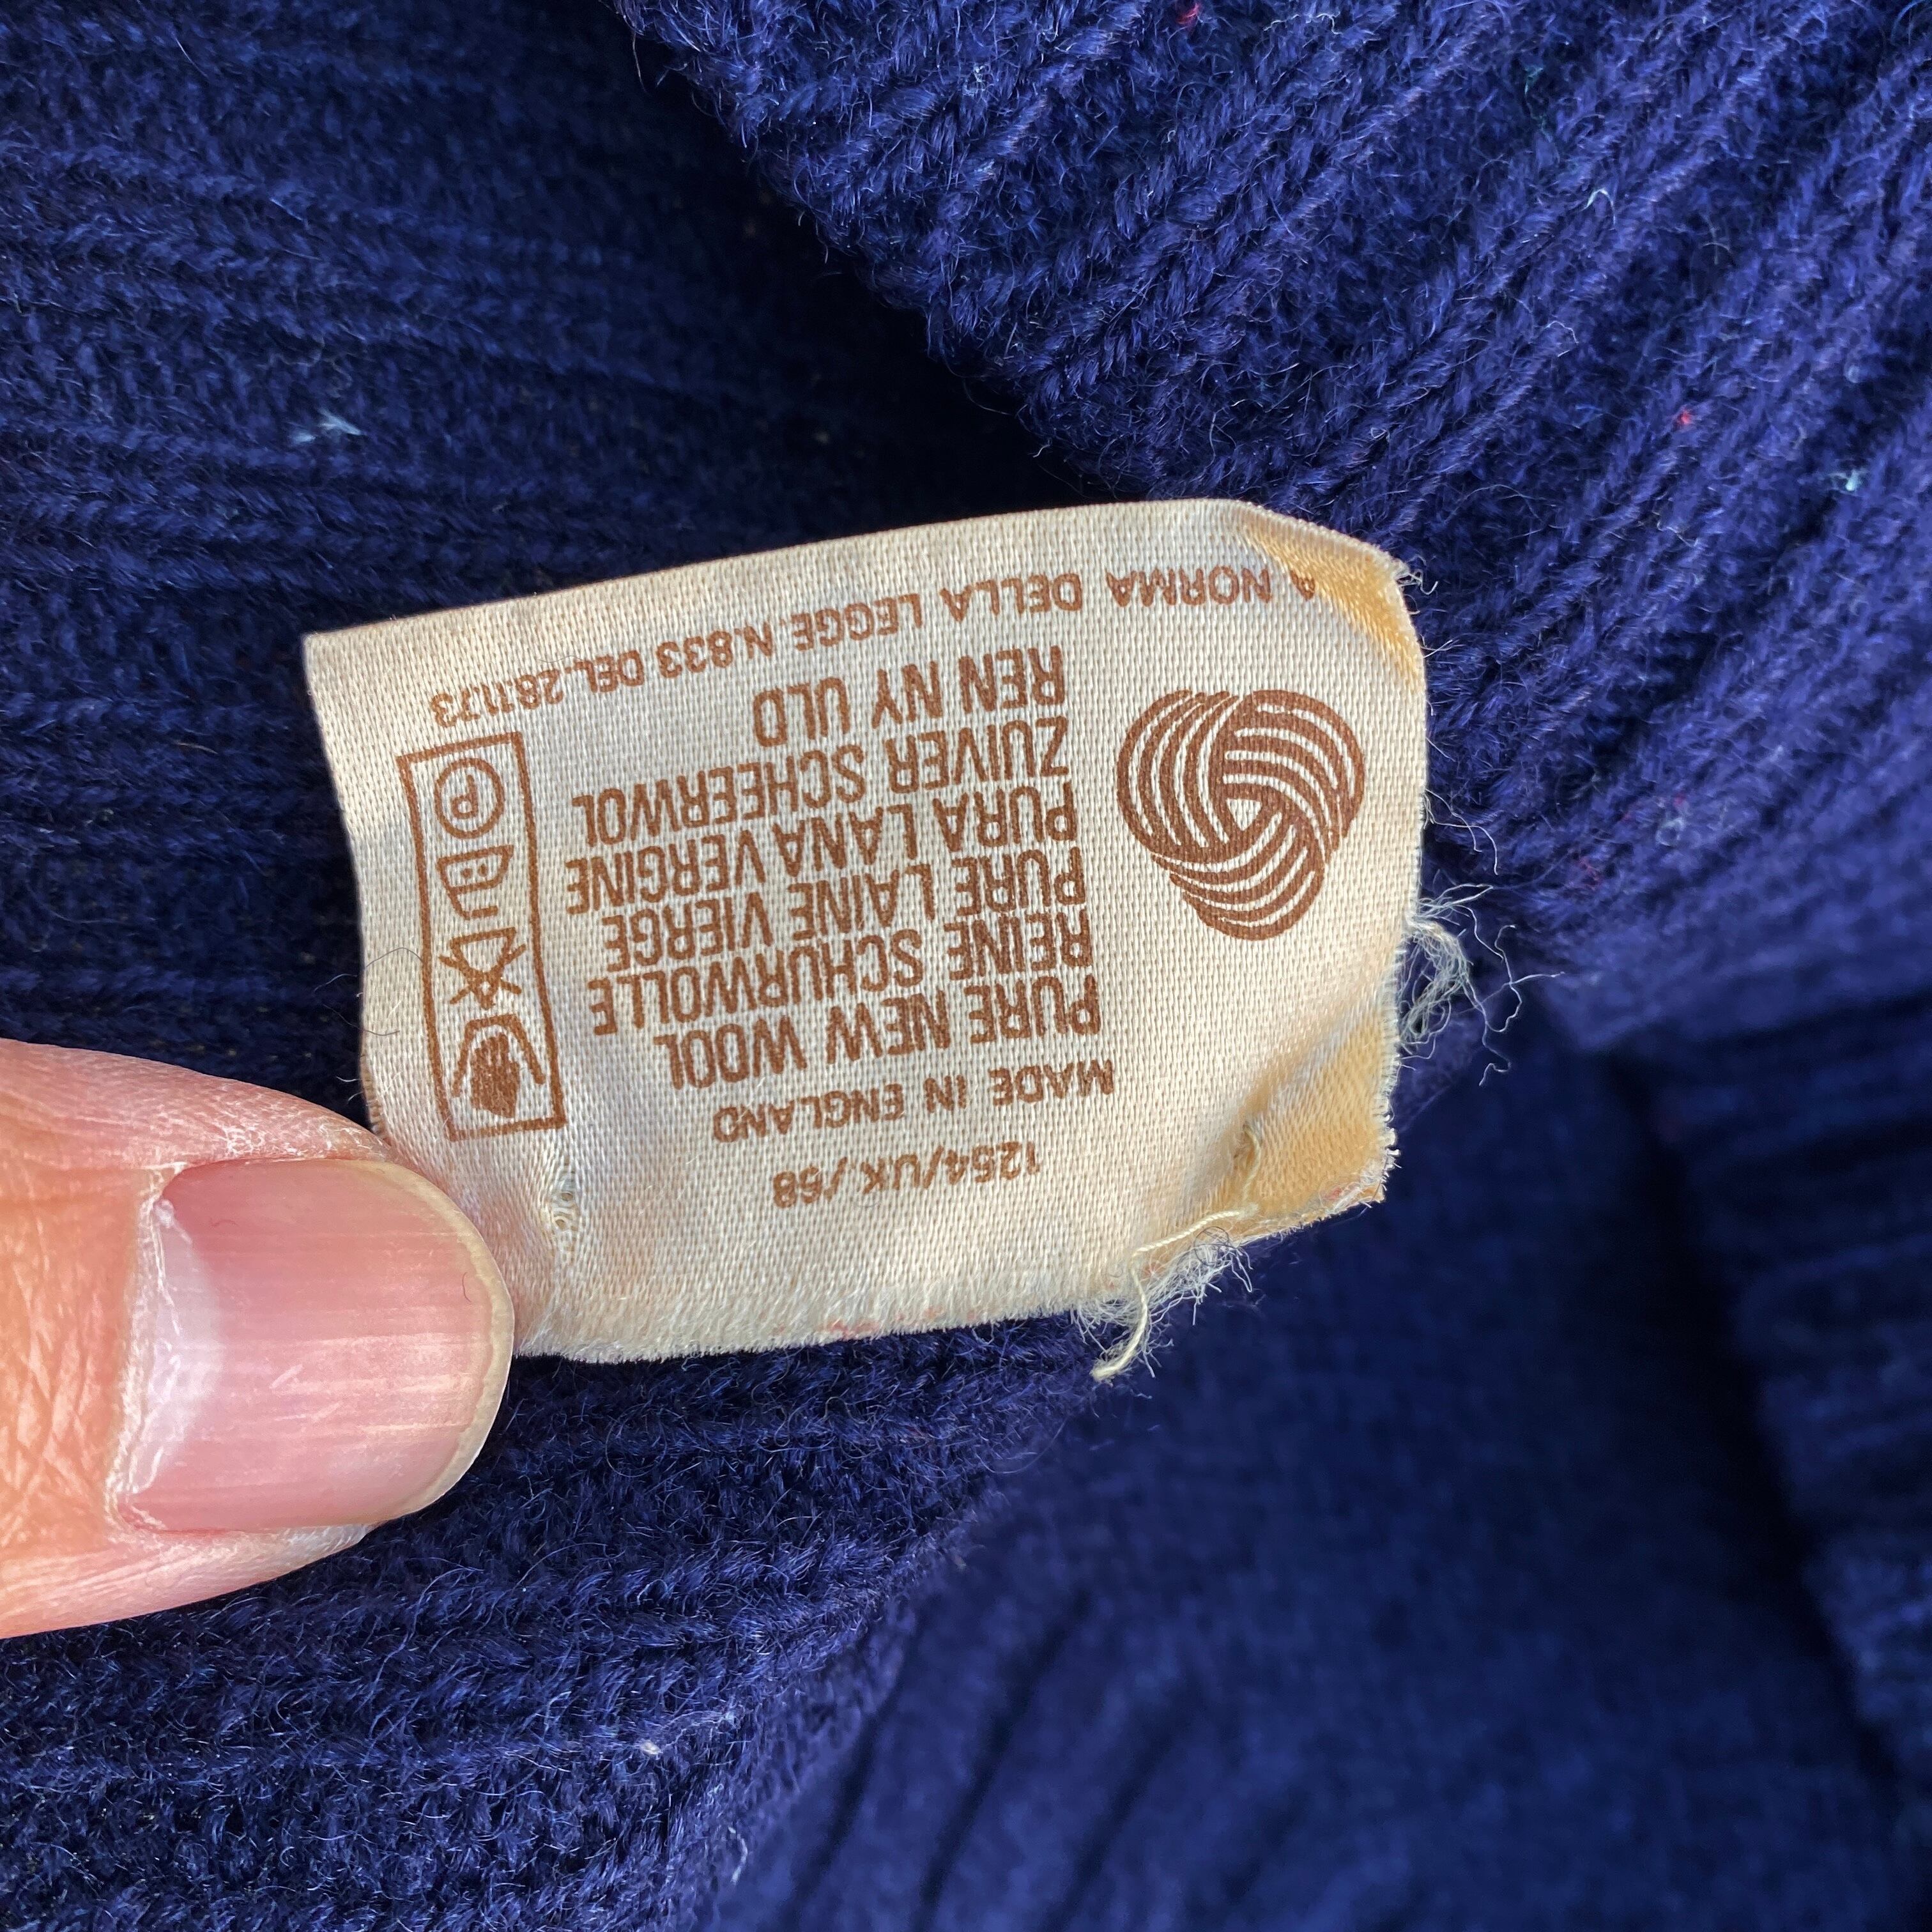 1254/UK/68
MADE IN ENGLAND
PURE NEW WOOL
REINE SCHURWOLLE
PURE LAINE VIERGE
PURA LANA VERGINE
ZUIVER SCHEERWOL
REN NY ULD
P
A NORMA DELLA LEGGE N.833 DEL.28.11.73